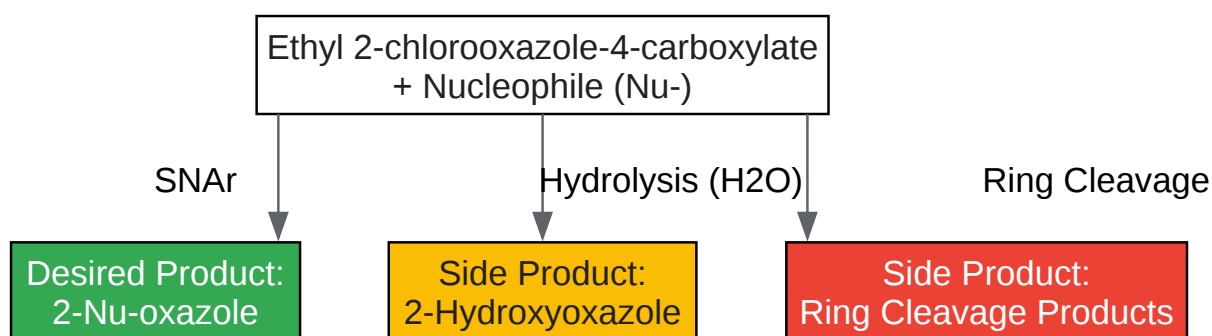 Ethyl 2-chlorooxazole-4-carboxylate
+ Nucleophile (Nu-)
SNAr
Hydrolysis (H2O)
Ring Cleavage
Desired Product:
2-Nu-oxazole
Side Product:
2-Hydroxyoxazole
Side Product:
Ring Cleavage Products